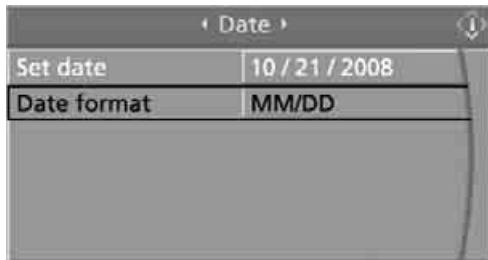 Date
Set date 10 / 21 / 2008
Date format MM/DD